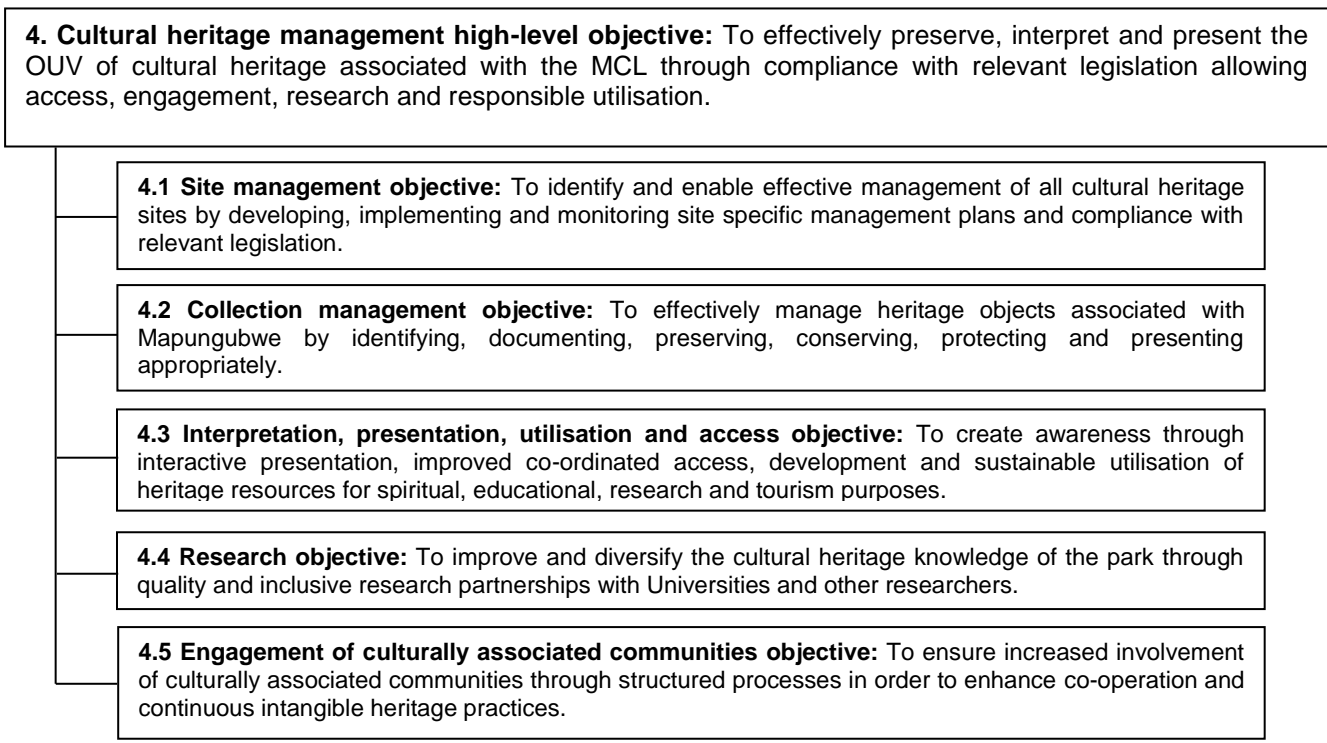 4. Cultural heritage management high-level objective: To effectively preserve, interpret and present the
OUV of cultural heritage associated with the MCL through compliance with relevant legislation allowing
access, engagement, research and responsible utilisation.
4.1 Site management objective: To identify and enable effective management of all cultural heritage
sites by developing, implementing and monitoring site specific management plans and compliance with
relevant legislation.
4.2 Collection management objective: To effectively manage heritage objects associated with
Mapungubwe by identifying, documenting, preserving, conserving, protecting and presenting
appropriately.
4.3 Interpretation, presentation, utilisation and access objective: To create awareness through
interactive presentation, improved co-ordinated access, development and sustainable utilisation of
heritage resources for spiritual, educational, research and tourism purposes.
4.4 Research objective: To improve and diversify the cultural heritage knowledge of the park through
quality and inclusive research partnerships with Universities and other researchers.
4.5 Engagement of culturally associated communities objective: To ensure increased involvement
of culturally associated communities through structured processes in order to enhance co-operation and
continuous intangible heritage practices.